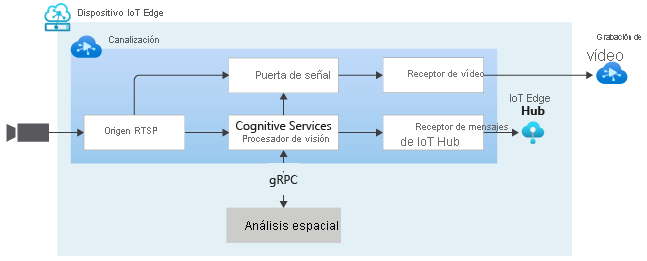 Dispositivo IoT Edge
Canalización
Grabación de
vídeo
Puerta de señal
Receptor de vídeo
IoT Edge
Hub
Origen RTSP
Cognitive Services
Procesador de visión
Receptor de mensajes
de IoT Hub
gRPC
Análisis espacial